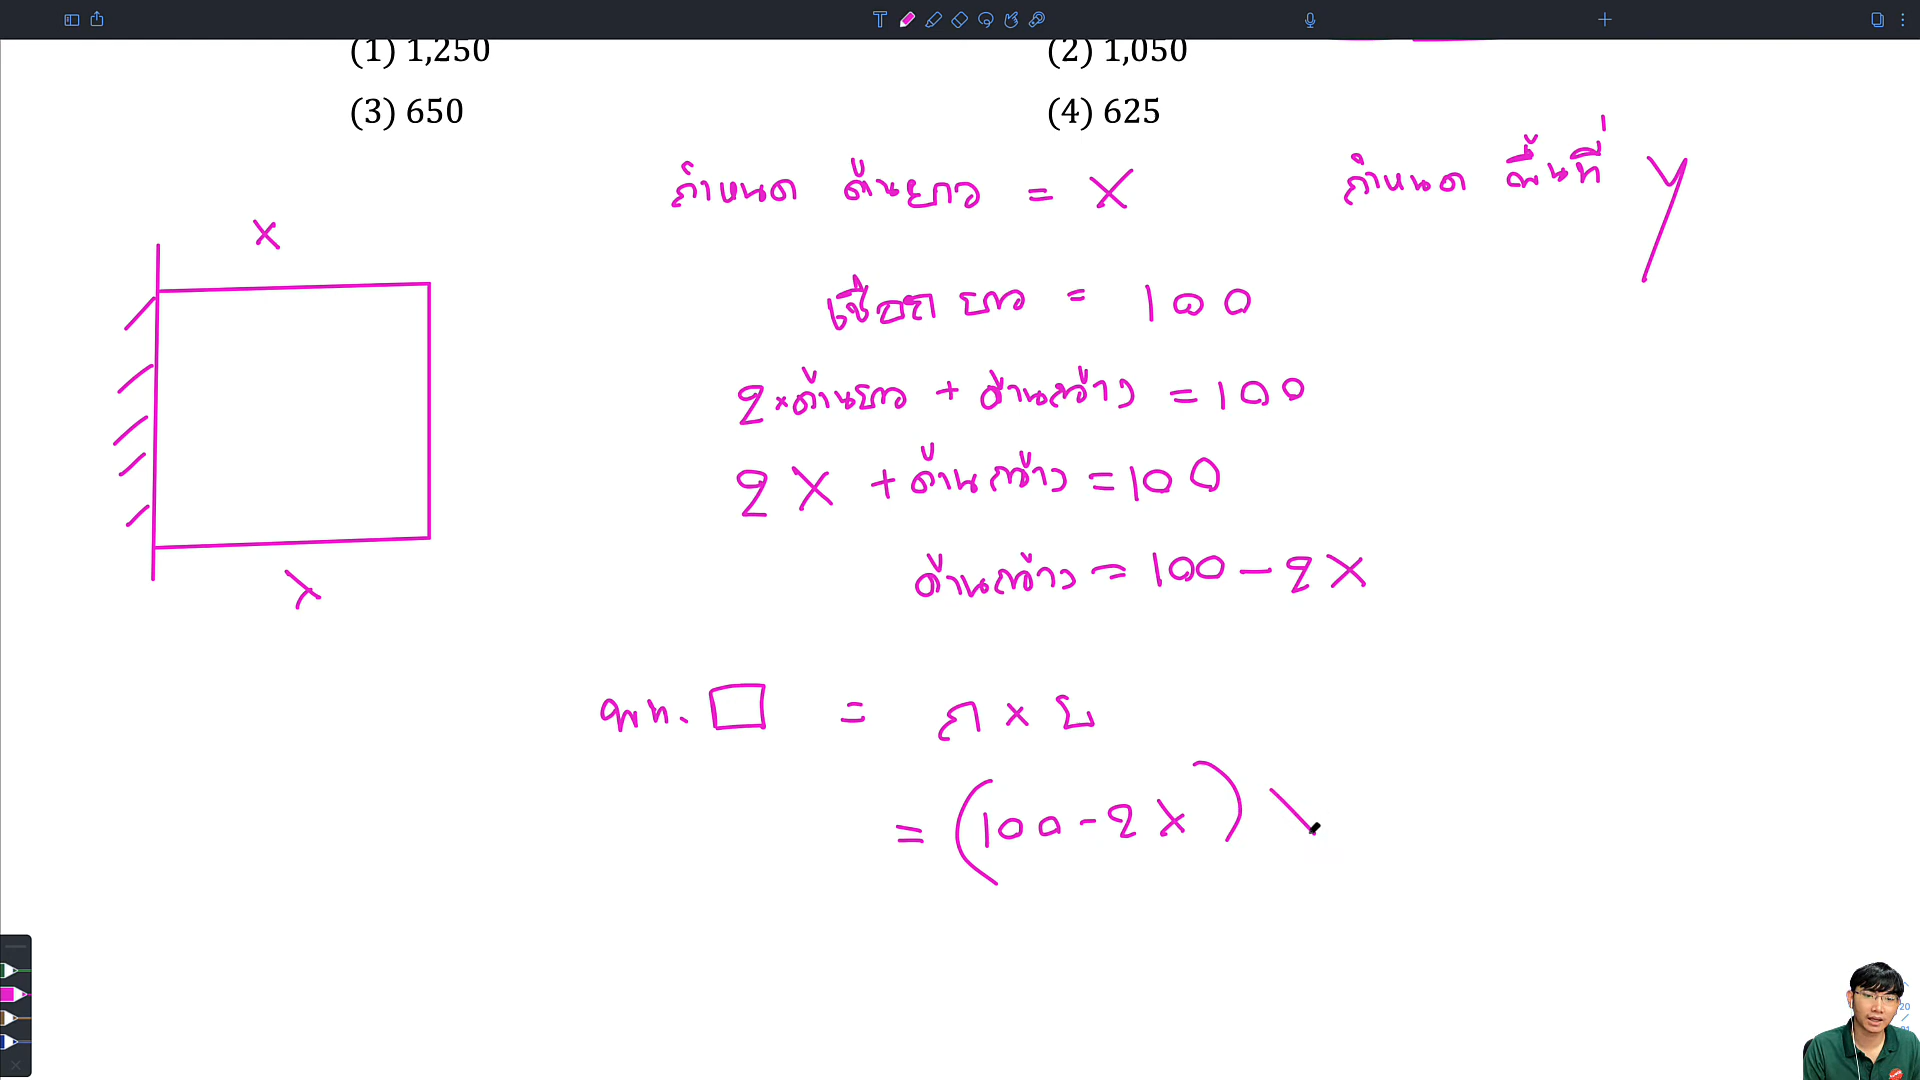 (1) 1,250 (2) 1,050
(3) 650 (4) 625
กำหนด ด้านยาว = X
กำหนด พื้นที่ y
X
เชือก ยาว = 100
2×ด้านยาว + ด้านกว้าง = 100
2X + ด้านกว้าง = 100
ด้านกว้าง = 100 - 2X
X
พท. □ = ก × ย
= (100 - 2X)